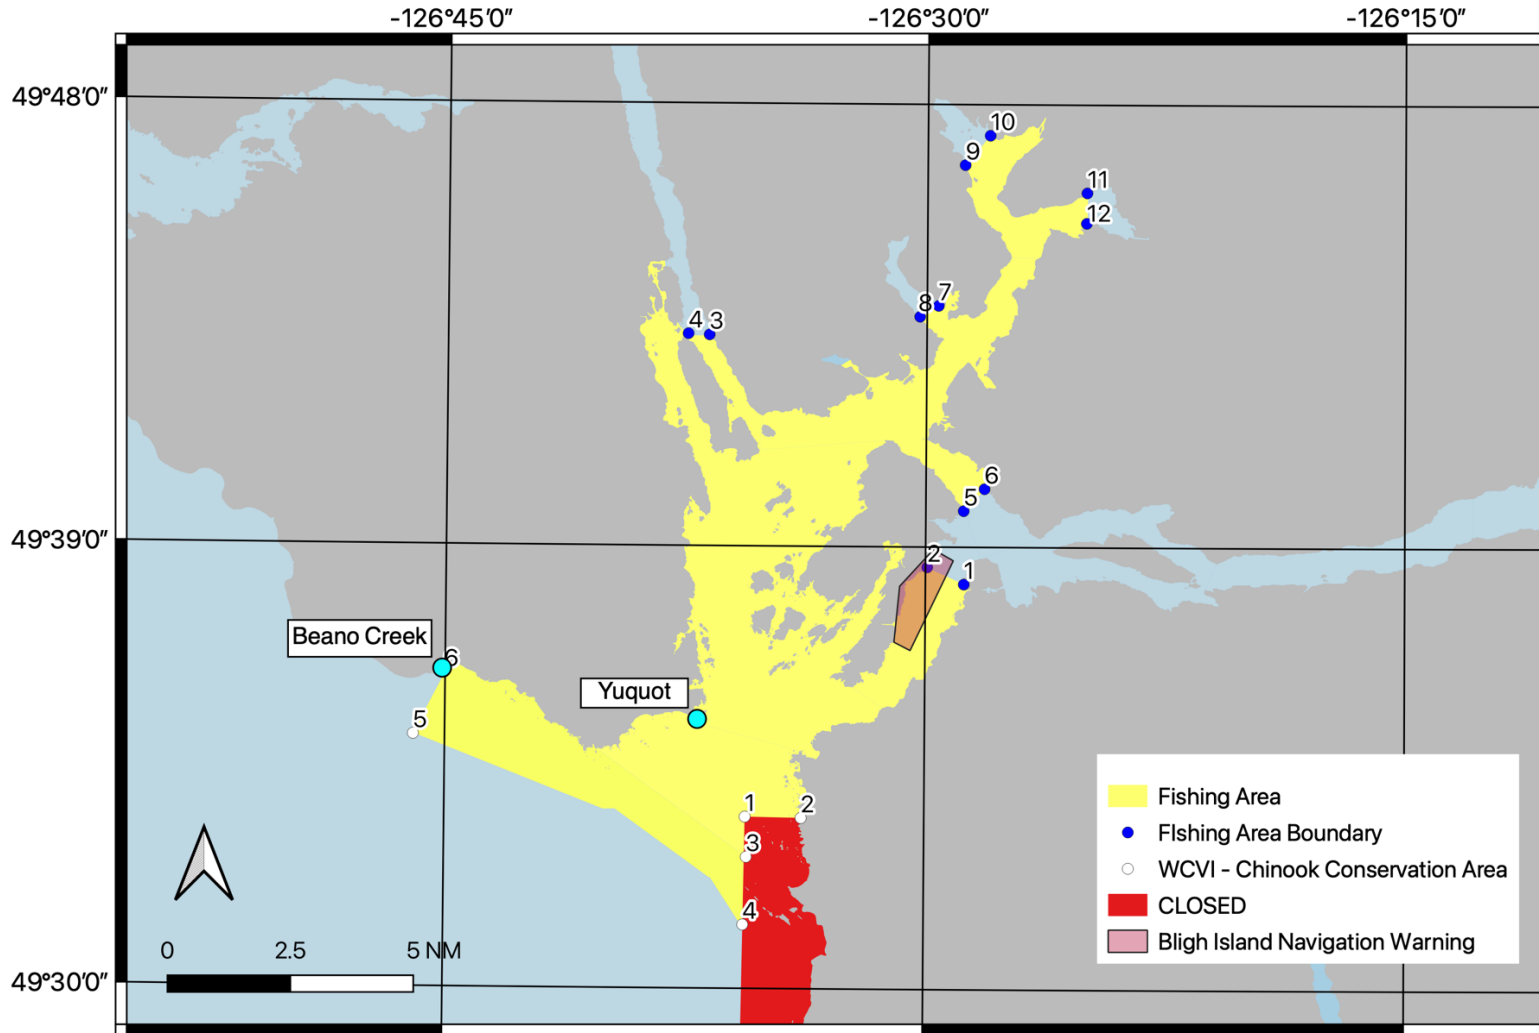 -126°45′0″ -126°30′0″ -126°15′0″
49°48′0″
10
9
11
12
7
8
4 3
6
5
49°39′0″
2
1
Beano Creek
6
Yuquot
5
1 2
3
4
Fishing Area
FIshing Area Boundary
WCVI - Chinook Conservation Area
CLOSED
Bligh Island Navigation Warning
0 2.5 5 NM
49°30′0″